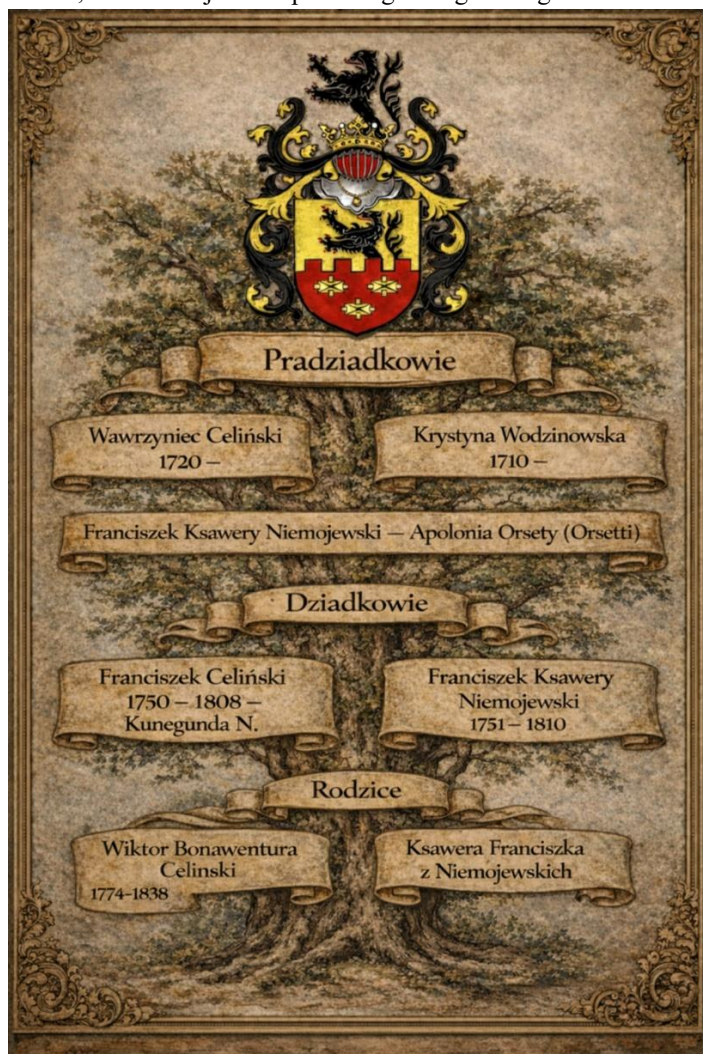 Pradziadkowie
Wawrzyniec Celiński
1720 –
Krystyna Wodzinowska
1710 –
Franciszek Ksawery Niemojewski – Apolonia Orsety (Orsetti)
Dziadkowie
Franciszek Celiński
1750 – 1808 –
Kunegunda N.
Franciszek Ksawery
Niemojewski
1751 – 1810
Rodzice
Wiktor Bonawentura
Celinski
1774-1838
Ksawera Franciszka
z Niemojewskich